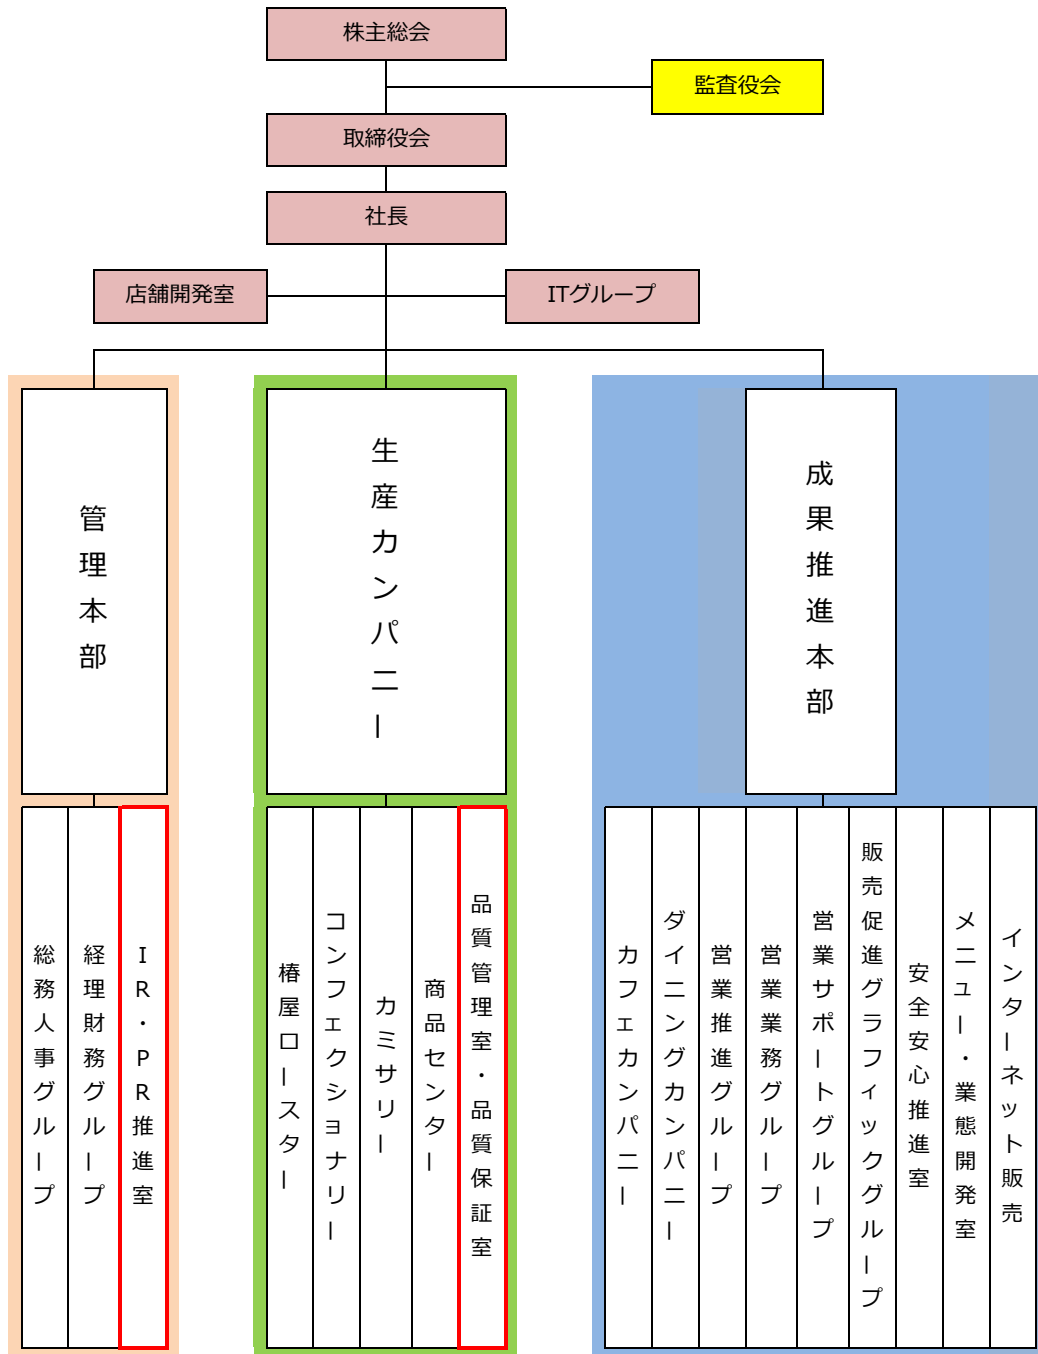 株主総会
監査役会
取締役会
社長
店舗開発室
ITグループ
管理本部
生産カンパニー
成果推進本部
総務人事グループ
経理財務グループ
IR・PR推進室
椿屋ロースター
コンフェクショナリー
カミサリー
商品センター
品質管理室・品質保証室
カフェカンパニー
ダイニングカンパニー
営業推進グループ
営業業務グループ
営業サポートグループ
販売促進グラフィックグループ
安全安心推進室
メニュー・業態開発室
インターネット販売